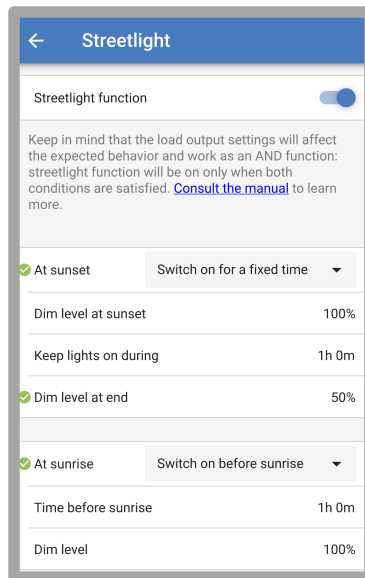 Streetlight
Streetlight function
Keep in mind that the load output settings will affect
the expected behavior and work as an AND function:
streetlight function will be on only when both
conditions are satisfied. Consult the manual to learn
more.
At sunset Switch on for a fixed time
Dim level at sunset 100%
Keep lights on during 1h 0m
Dim level at end 50%
At sunrise Switch on before sunrise
Time before sunrise 1h 0m
Dim level 100%